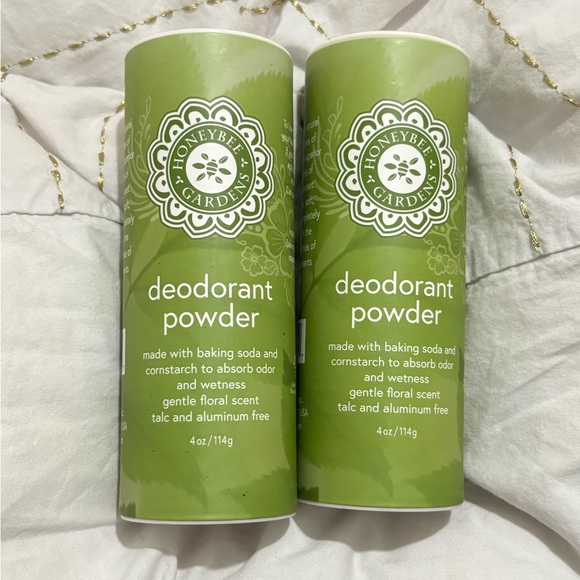 HONEYBEE
GARDENS
deodorant
powder
made with baking soda and
cornstarch to absorb odor
and wetness
gentle floral scent
talc and aluminum free
4 oz / 114g
HONEYBEE
GARDENS
deodorant
powder
made with baking soda and
cornstarch to absorb odor
and wetness
gentle floral scent
talc and aluminum free
4 oz / 114g